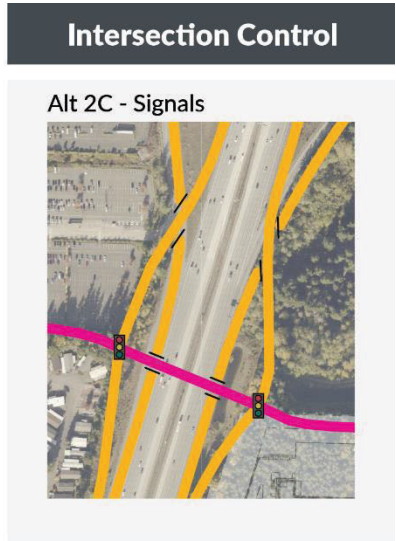 Intersection Control
Alt 2C - Signals